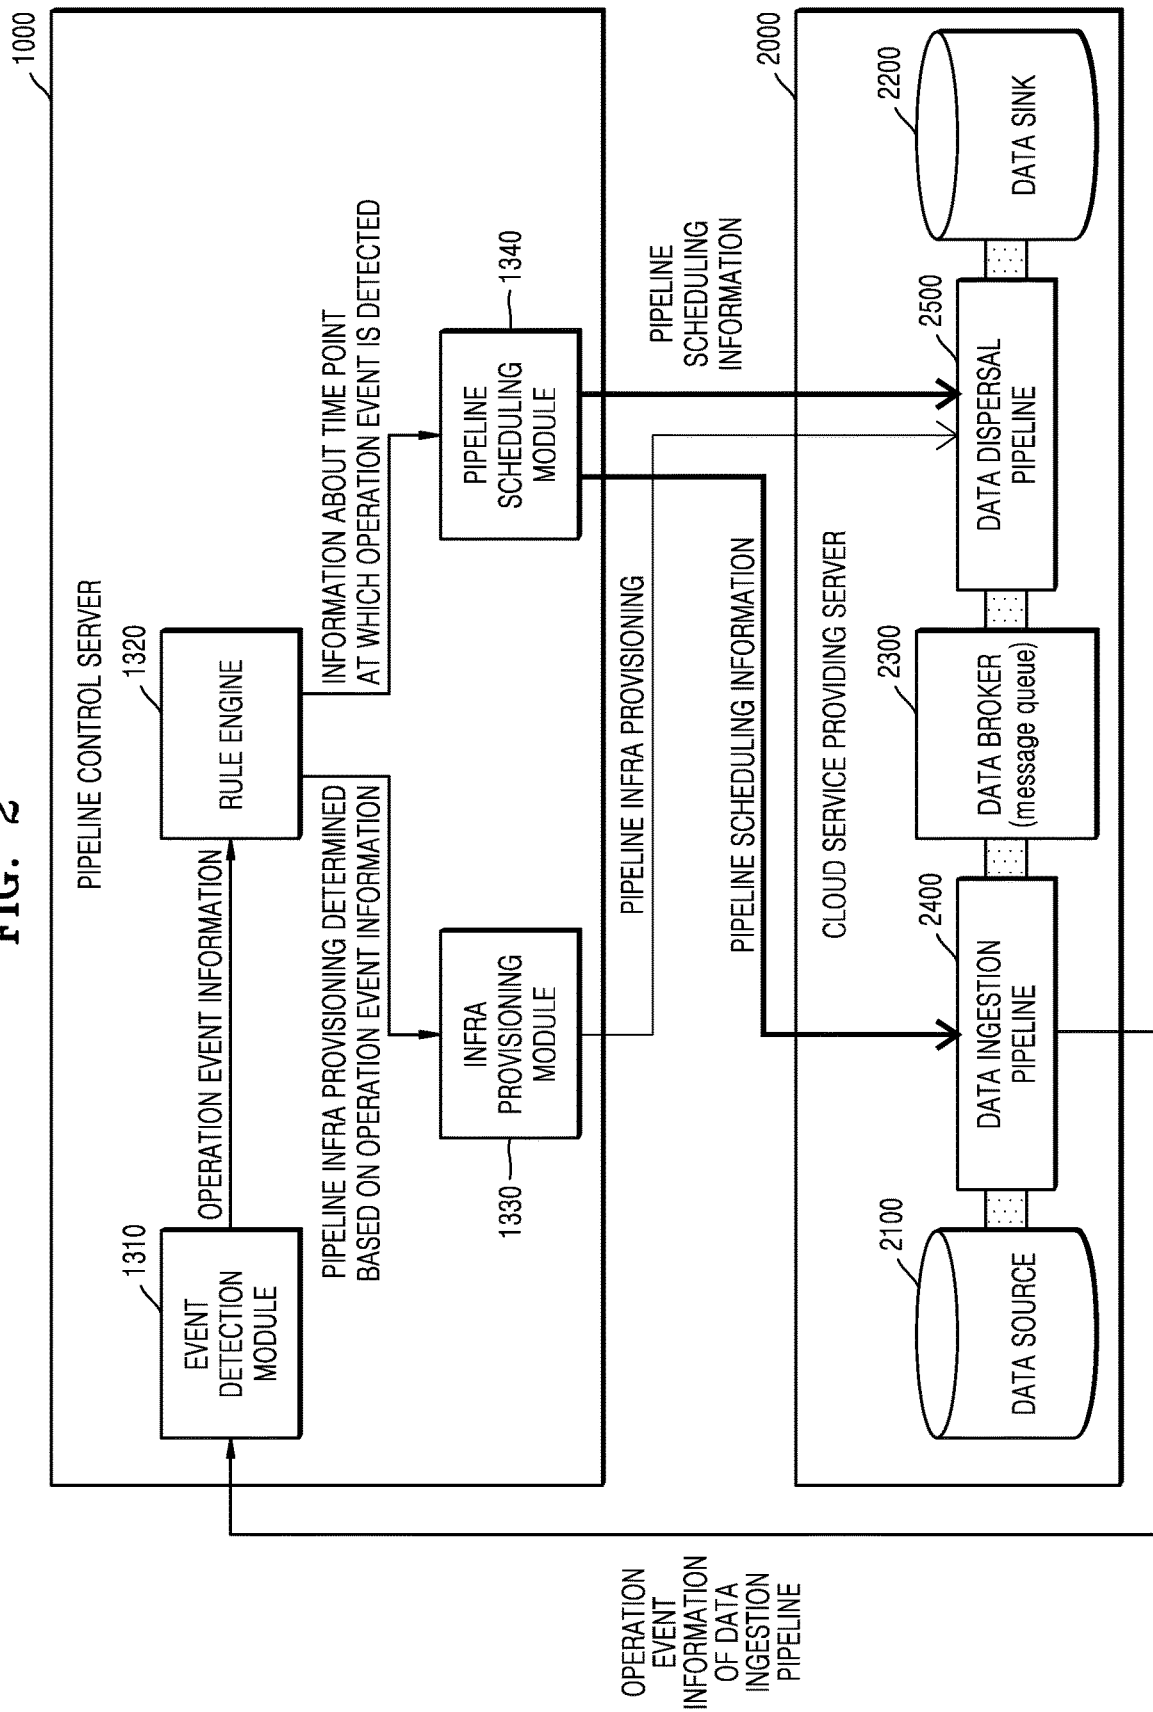 FIG. 2
1000
PIPELINE CONTROL SERVER
1310
EVENT
DETECTION
MODULE
OPERATION EVENT INFORMATION
1320
RULE ENGINE
PIPELINE INFRA PROVISIONING DETERMINED
BASED ON OPERATION EVENT INFORMATION
INFORMATION ABOUT TIME POINT
AT WHICH OPERATION EVENT IS DETECTED
1330
INFRA
PROVISIONING
MODULE
1340
PIPELINE
SCHEDULING
MODULE
OPERATION
EVENT
INFORMATION
OF DATA
INGESTION
PIPELINE
PIPELINE INFRA PROVISIONING
PIPELINE SCHEDULING INFORMATION
PIPELINE
SCHEDULING
INFORMATION
2000
CLOUD SERVICE PROVIDING SERVER
2100
DATA SOURCE
2400
DATA INGESTION
PIPELINE
2300
DATA BROKER
(message queue)
2500
DATA DISPERSAL
PIPELINE
2200
DATA SINK